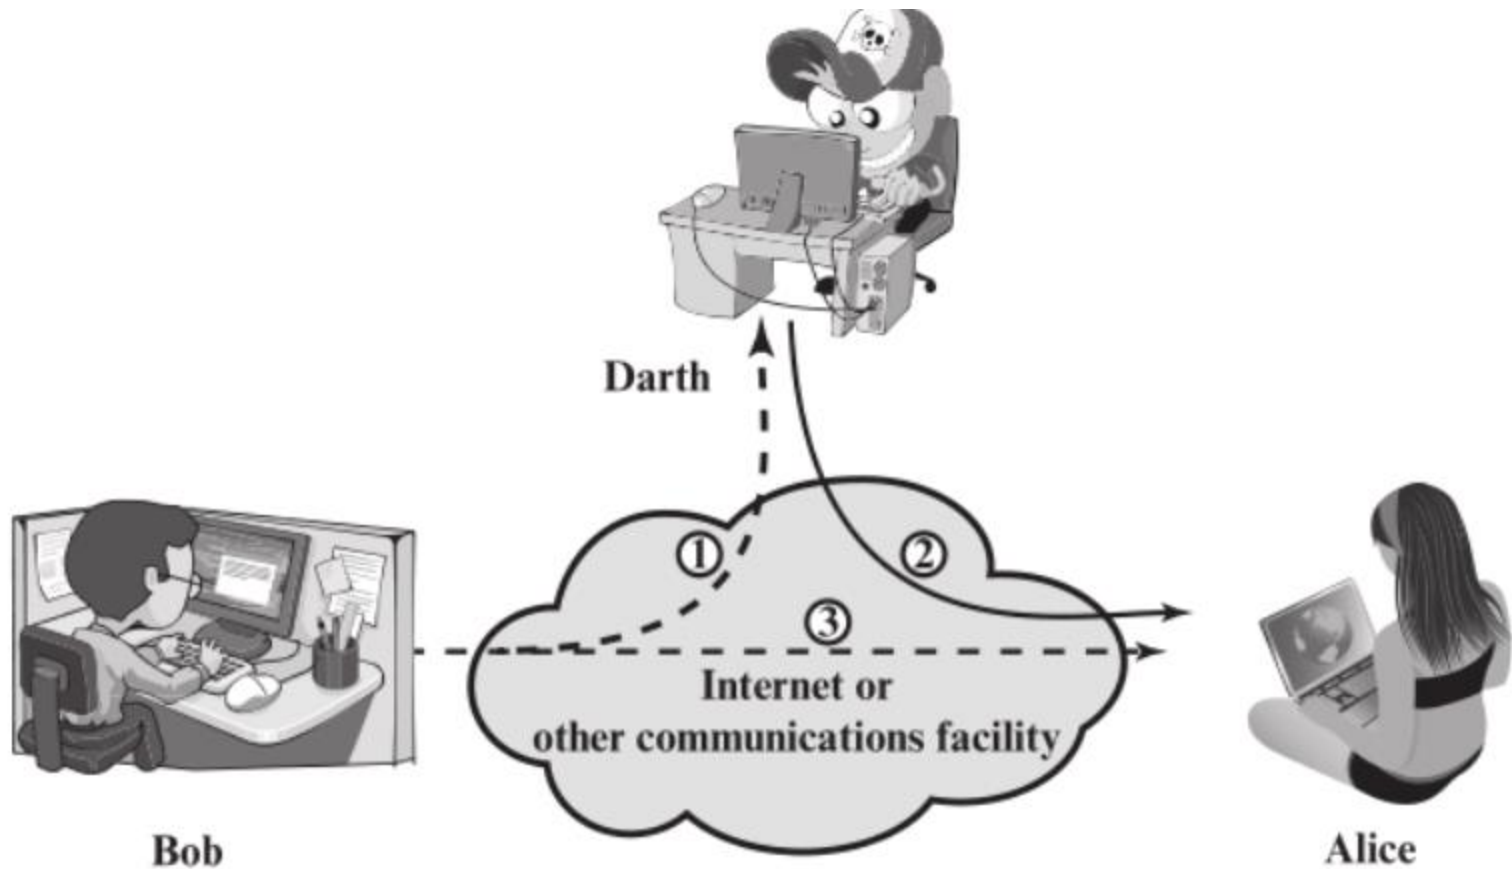 Darth
1
2
3
Internet or
other communications facility
Bob
Alice